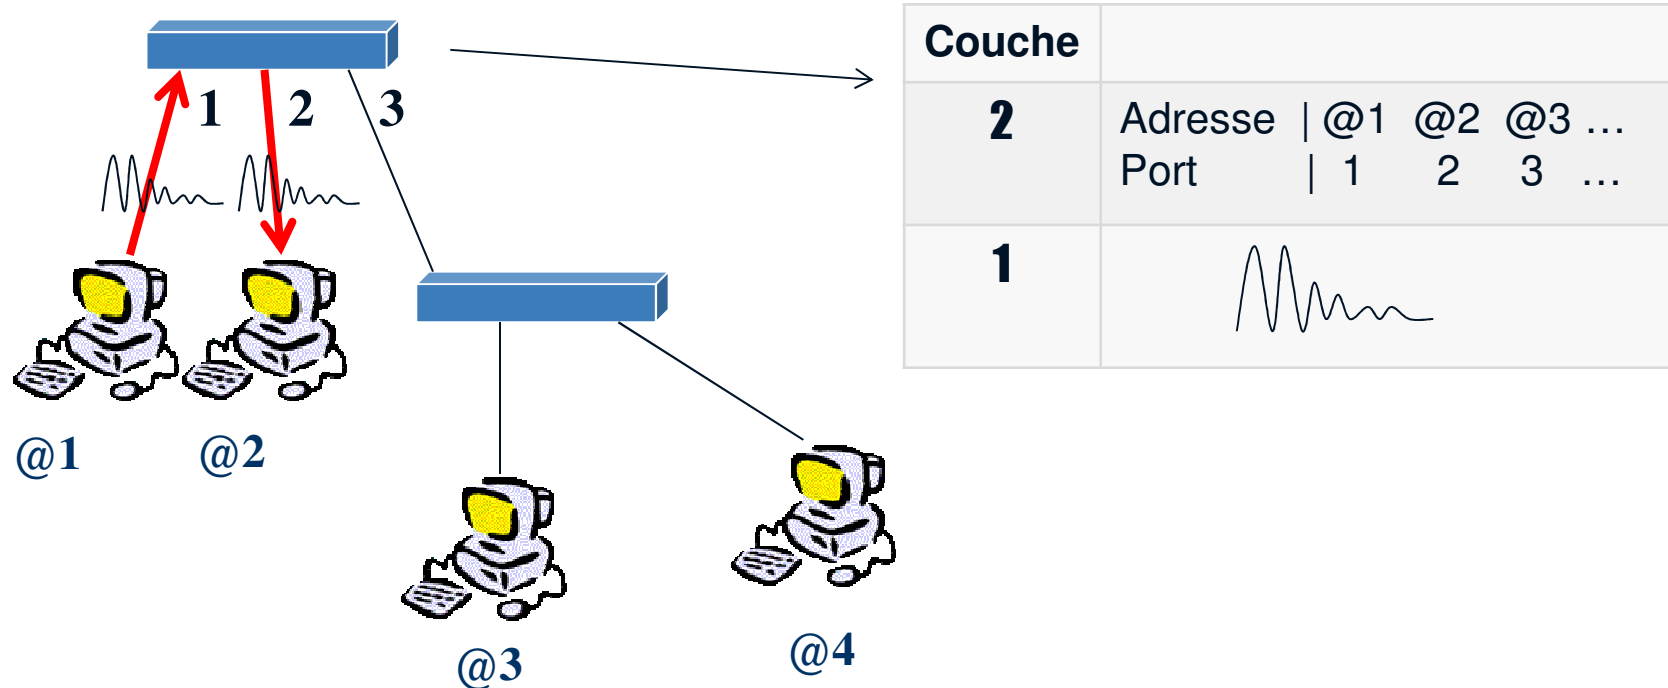 1 2 3
@1 @2
@3
@4
Couche
2
Adresse | @1 @2 @3 ...
Port | 1 2 3 ...
1